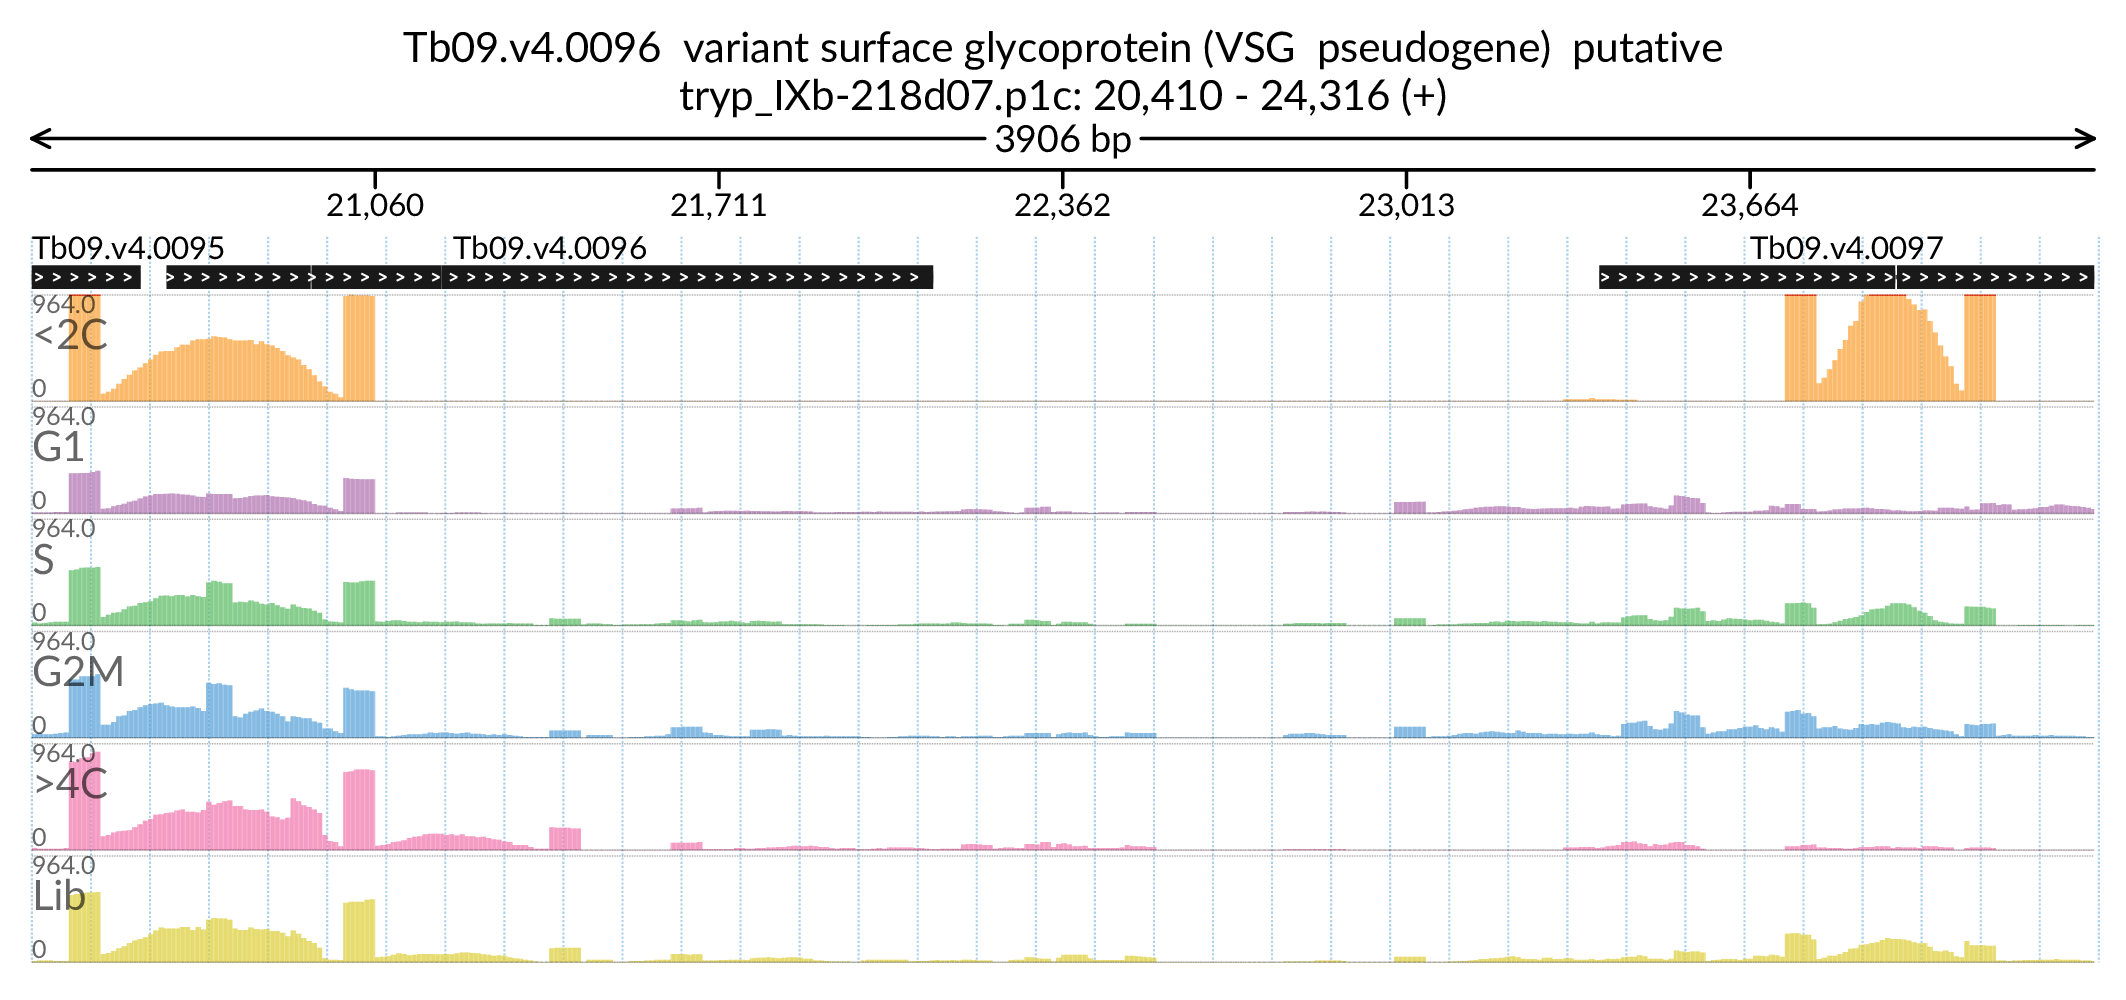 Tb09.v4.0096  variant surface glycoprotein (VSG  pseudogene)  putative
tryp_IXb-218d07.p1c: 20,410 - 24,316 (+)
3906 bp
21,060 21,711 22,362 23,013 23,664
Tb09.v4.0095 Tb09.v4.0096 Tb09.v4.0097
964.0
<2C
0
964.0
G1
0
964.0
S
0
964.0
G2M
0
964.0
>4C
0
964.0
Lib
0